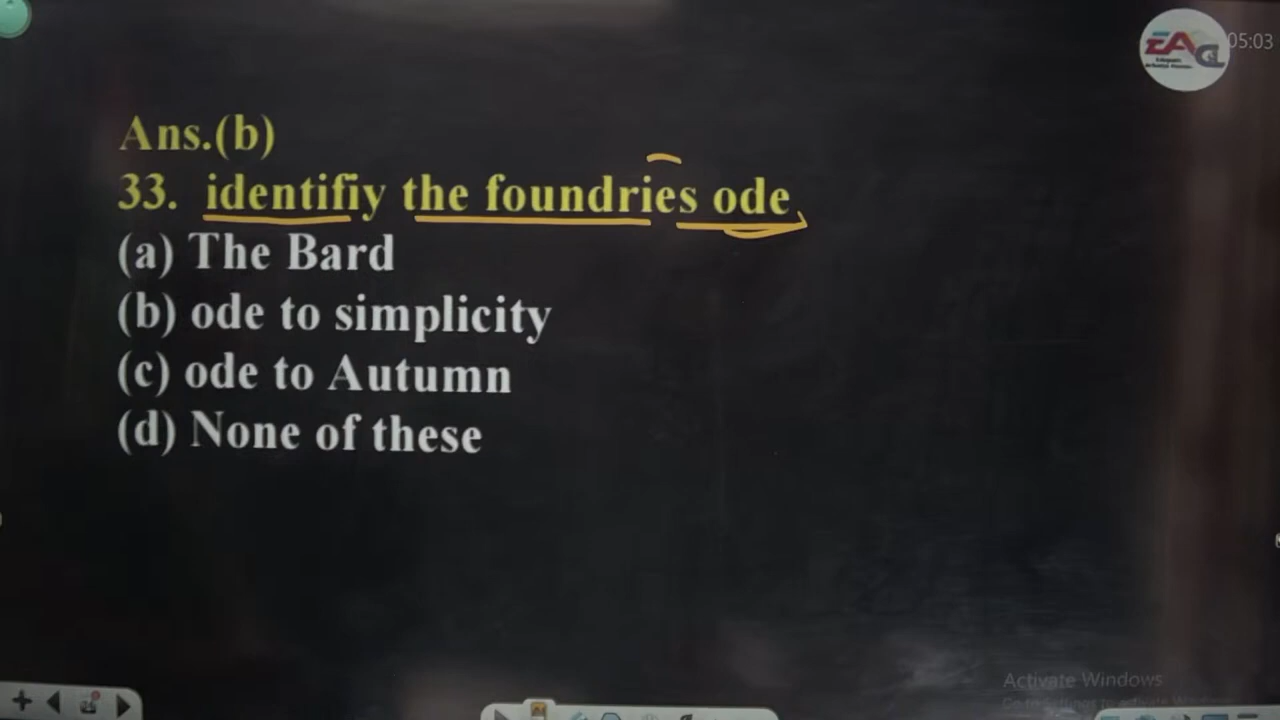 EAC
05:03
Ans.(b)
33. identifiy the foundries ode
(a) The Bard
(b) ode to simplicity
(c) ode to Autumn
(d) None of these
Activate Windows